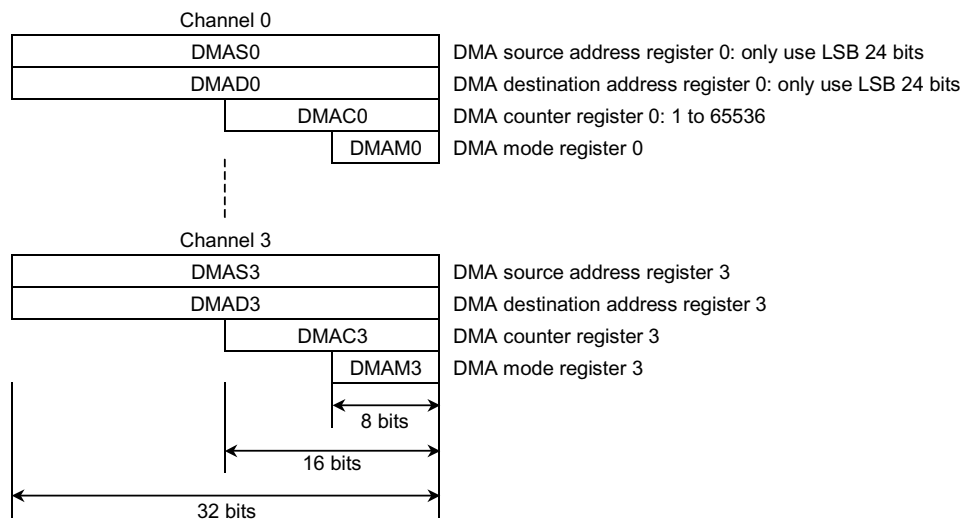 Channel 0
DMAS0 DMA source address register 0: only use LSB 24 bits
DMAD0 DMA destination address register 0: only use LSB 24 bits
DMAC0 DMA counter register 0: 1 to 65536
DMAM0 DMA mode register 0
Channel 3
DMAS3 DMA source address register 3
DMAD3 DMA destination address register 3
DMAC3 DMA counter register 3
DMAM3 DMA mode register 3
8 bits
16 bits
32 bits